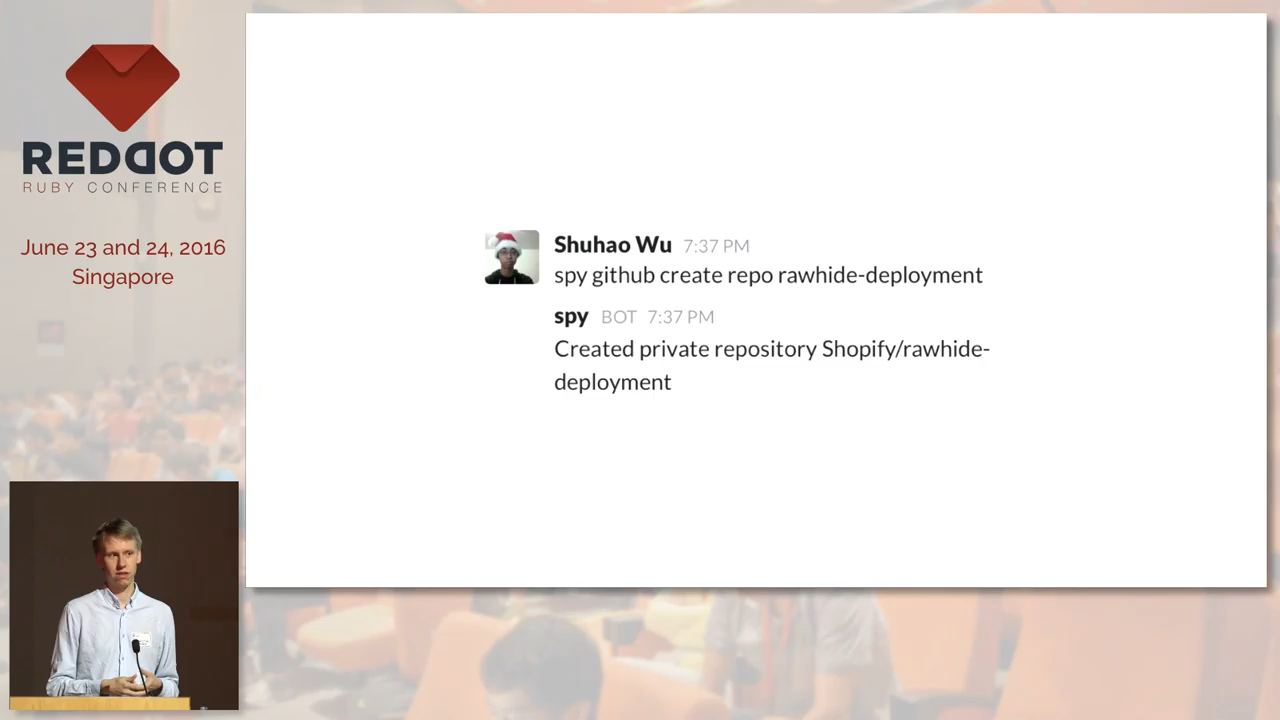 REDDOT
RUBY CONFERENCE
June 23 and 24, 2016
Singapore
Shuhao Wu 7:37 PM
spy github create repo rawhide-deployment
spy BOT 7:37 PM
Created private repository Shopify/rawhide-
deployment